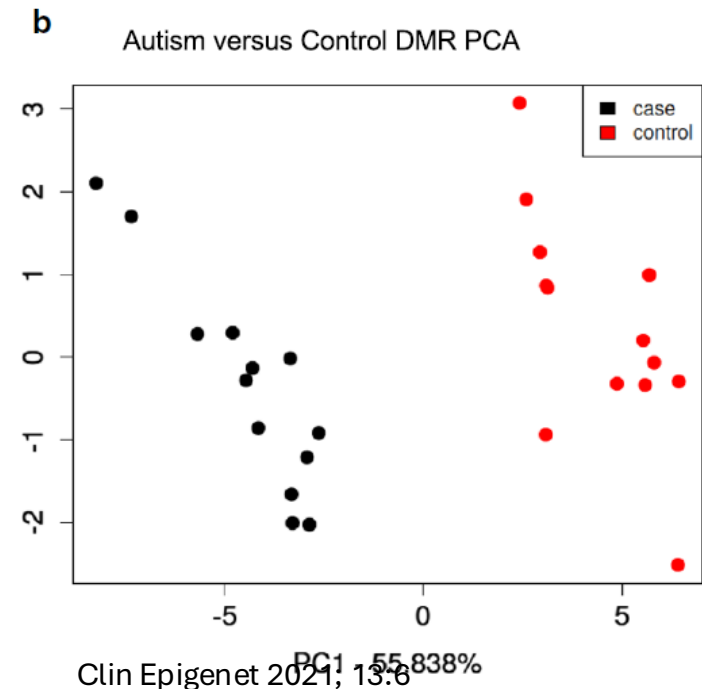 b
Autism versus Control DMR PCA
case
control
3
2
1
0
-1
-2
-5 0 5
PC1 - 55.838%
Clin Epigenet 2021; 13:6